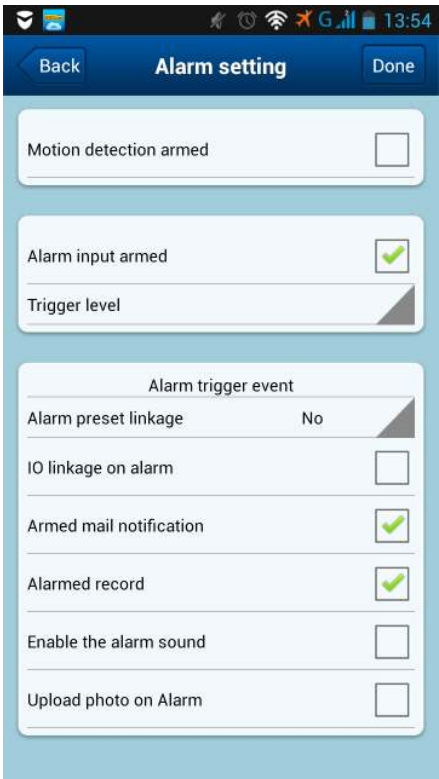 G 13:54
Back Alarm setting Done
Motion detection armed
Alarm input armed
Trigger level
Alarm trigger event
Alarm preset linkage No
IO linkage on alarm
Armed mail notification
Alarmed record
Enable the alarm sound
Upload photo on Alarm